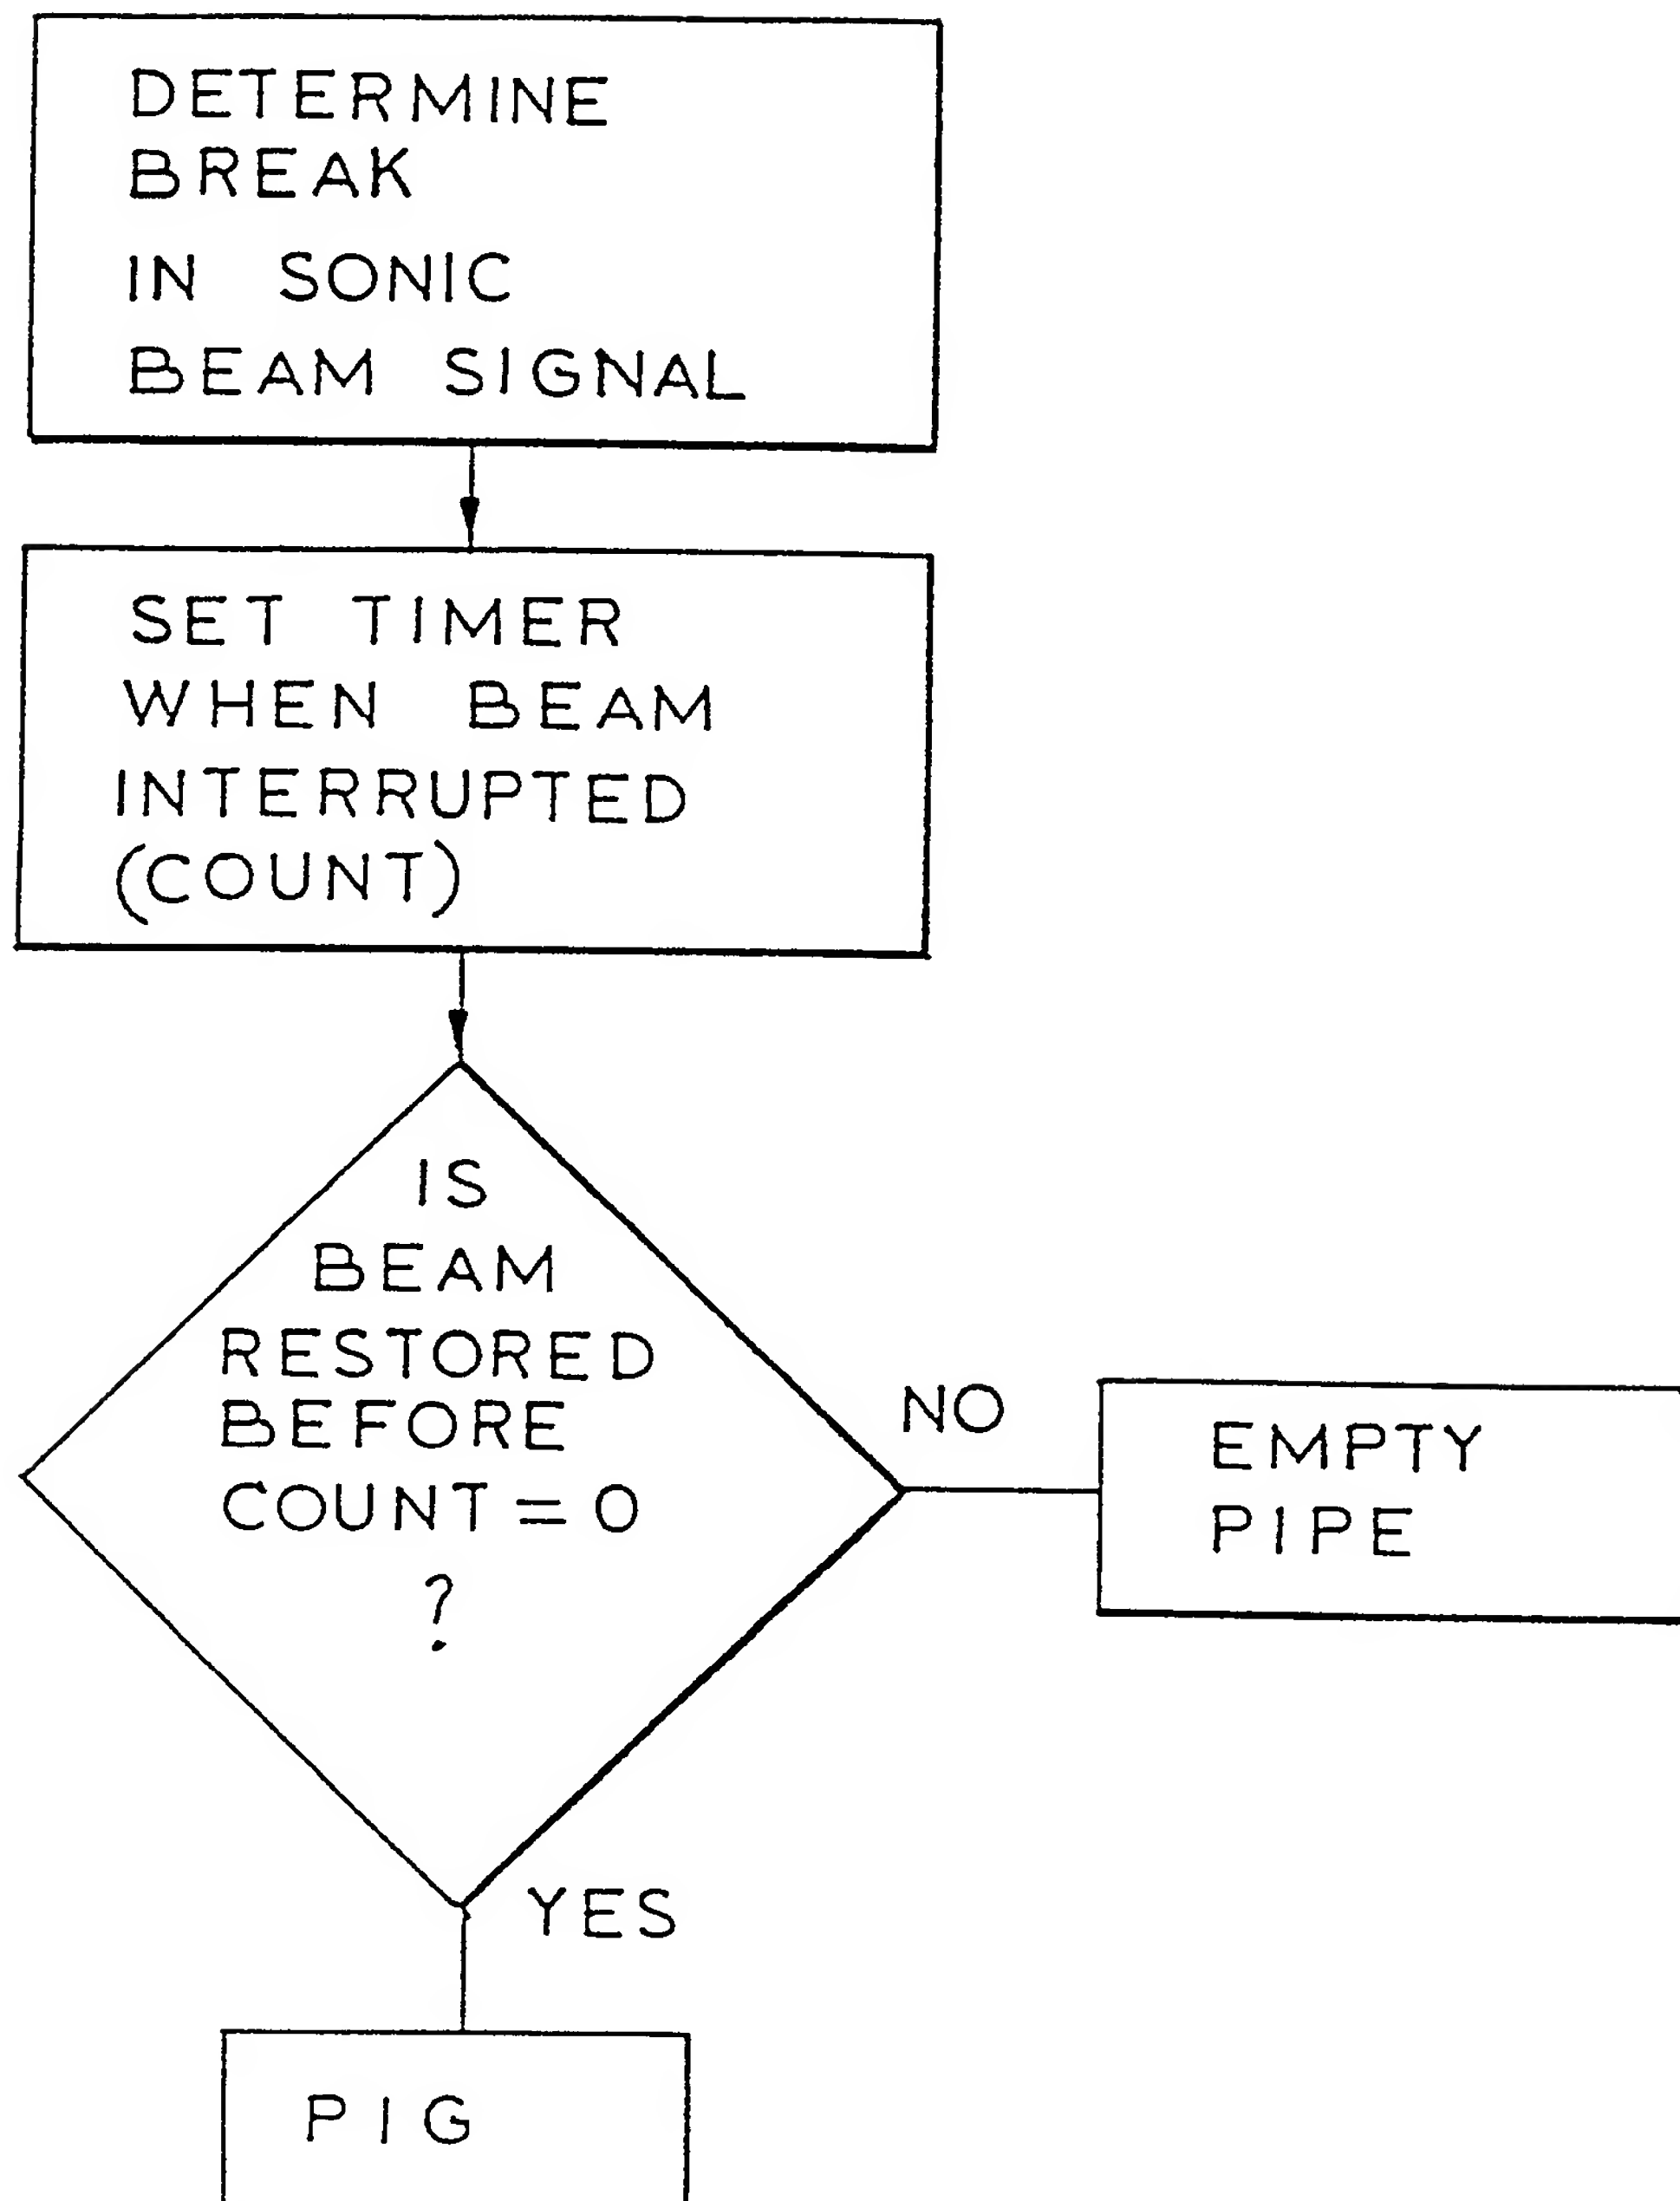 DETERMINE
BREAK
IN SONIC
BEAM SIGNAL
SET TIMER
WHEN BEAM
INTERRUPTED
(COUNT)
IS
BEAM
RESTORED
BEFORE
COUNT = 0
?
NO
EMPTY
PIPE
YES
PIG